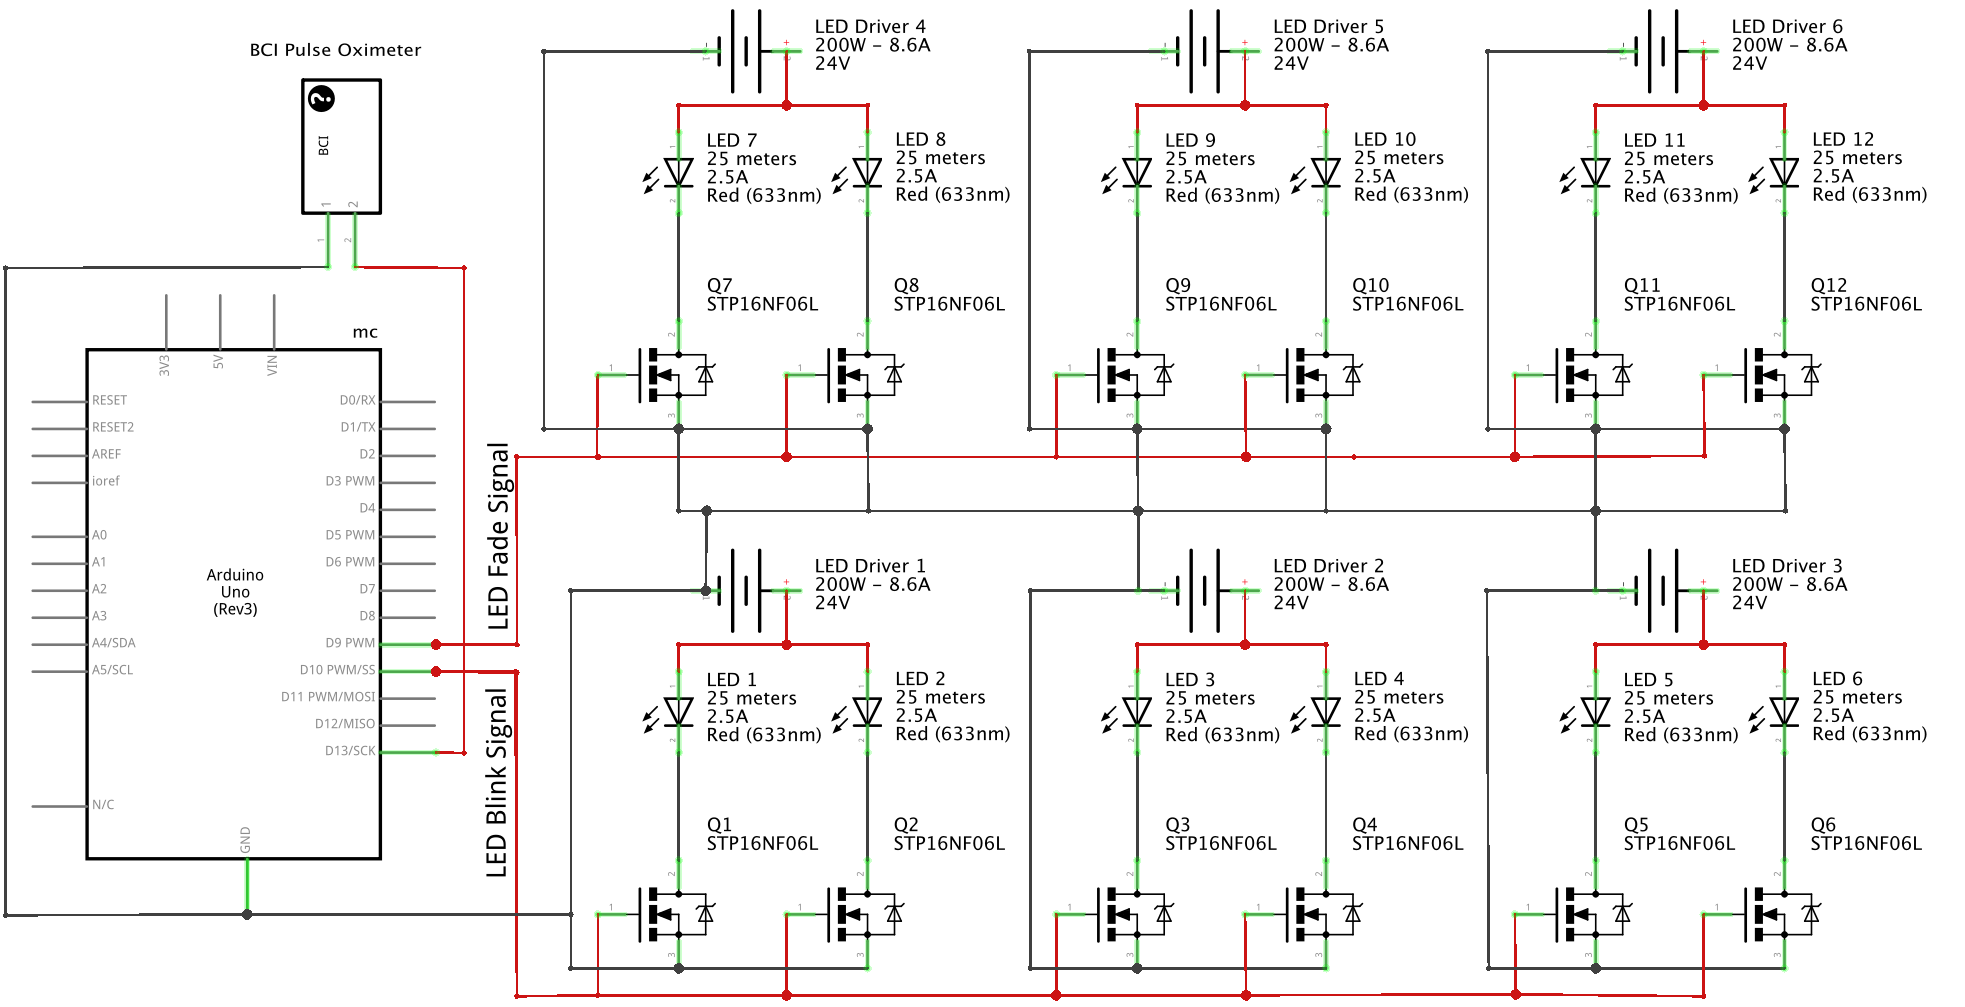 BCI Pulse Oximeter
BCI
1
2
1
2
mc
3V3
5V
VIN
RESET
RESET2
AREF
ioref
A0
A1
A2
A3
A4/SDA
A5/SCL
N/C
D0/RX
D1/TX
D2
D3 PWM
D4
D5 PWM
D6 PWM
D7
D8
D9 PWM
D10 PWM/SS
D11 PWM/MOSI
D12/MISO
D13/SCK
GND
Arduino
Uno
(Rev3)
LED Fade Signal
LED Blink Signal
LED Driver 4
200W – 8.6A
24V
LED 7
25 meters
2.5A
Red (633nm)
LED 8
25 meters
2.5A
Red (633nm)
Q7
STP16NF06L
Q8
STP16NF06L
LED Driver 5
200W – 8.6A
24V
LED 9
25 meters
2.5A
Red (633nm)
LED 10
25 meters
2.5A
Red (633nm)
Q9
STP16NF06L
Q10
STP16NF06L
LED Driver 6
200W – 8.6A
24V
LED 11
25 meters
2.5A
Red (633nm)
LED 12
25 meters
2.5A
Red (633nm)
Q11
STP16NF06L
Q12
STP16NF06L
LED Driver 1
200W – 8.6A
24V
LED 1
25 meters
2.5A
Red (633nm)
LED 2
25 meters
2.5A
Red (633nm)
Q1
STP16NF06L
Q2
STP16NF06L
LED Driver 2
200W – 8.6A
24V
LED 3
25 meters
2.5A
Red (633nm)
LED 4
25 meters
2.5A
Red (633nm)
Q3
STP16NF06L
Q4
STP16NF06L
LED Driver 3
200W – 8.6A
24V
LED 5
25 meters
2.5A
Red (633nm)
LED 6
25 meters
2.5A
Red (633nm)
Q5
STP16NF06L
Q6
STP16NF06L